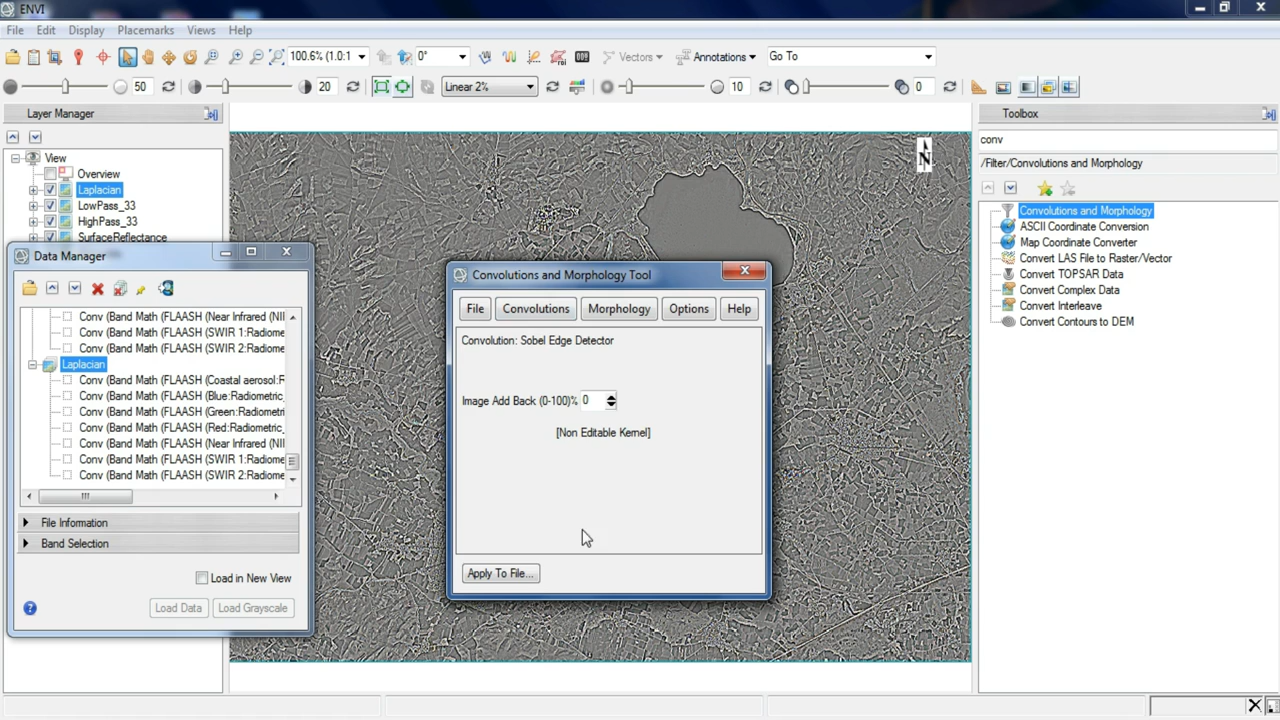 ENVI
File Edit Display Placemarks Views Help
100.6% (1:0:1 0° Vectors Annotations Go To
50 20 Linear 2% 10 0
Layer Manager
View
Overview
Laplacian
LowPass_33
HighPass_33
SurfaceReflectance
Data Manager
Conv (Band Math (FLAASH (Near Infrared (NII
Conv (Band Math (FLAASH (SWIR 1:Radiome
Conv (Band Math (FLAASH (SWIR 2:Radiome
Laplacian
Conv (Band Math (FLAASH (Coastal aerosol:R
Conv (Band Math (FLAASH (Blue:Radiometric_
Conv (Band Math (FLAASH (Green:Radiometri
Conv (Band Math (FLAASH (Red:Radiometric_
Conv (Band Math (FLAASH (Near Infrared (NII
Conv (Band Math (FLAASH (SWIR 1:Radiome
Conv (Band Math (FLAASH (SWIR 2:Radiome
File Information
Band Selection
Load in New View
Load Data Load Grayscale
N
Convolutions and Morphology Tool
File Convolutions Morphology Options Help
Convolution: Sobel Edge Detector
Image Add Back (0-100)% 0
[Non Editable Kernel]
Apply To File...
Toolbox
conv
/Filter/Convolutions and Morphology
Convolutions and Morphology
ASCII Coordinate Conversion
Map Coordinate Converter
Convert LAS File to Raster/Vector
Convert TOPSAR Data
Convert Complex Data
Convert Interleave
Convert Contours to DEM